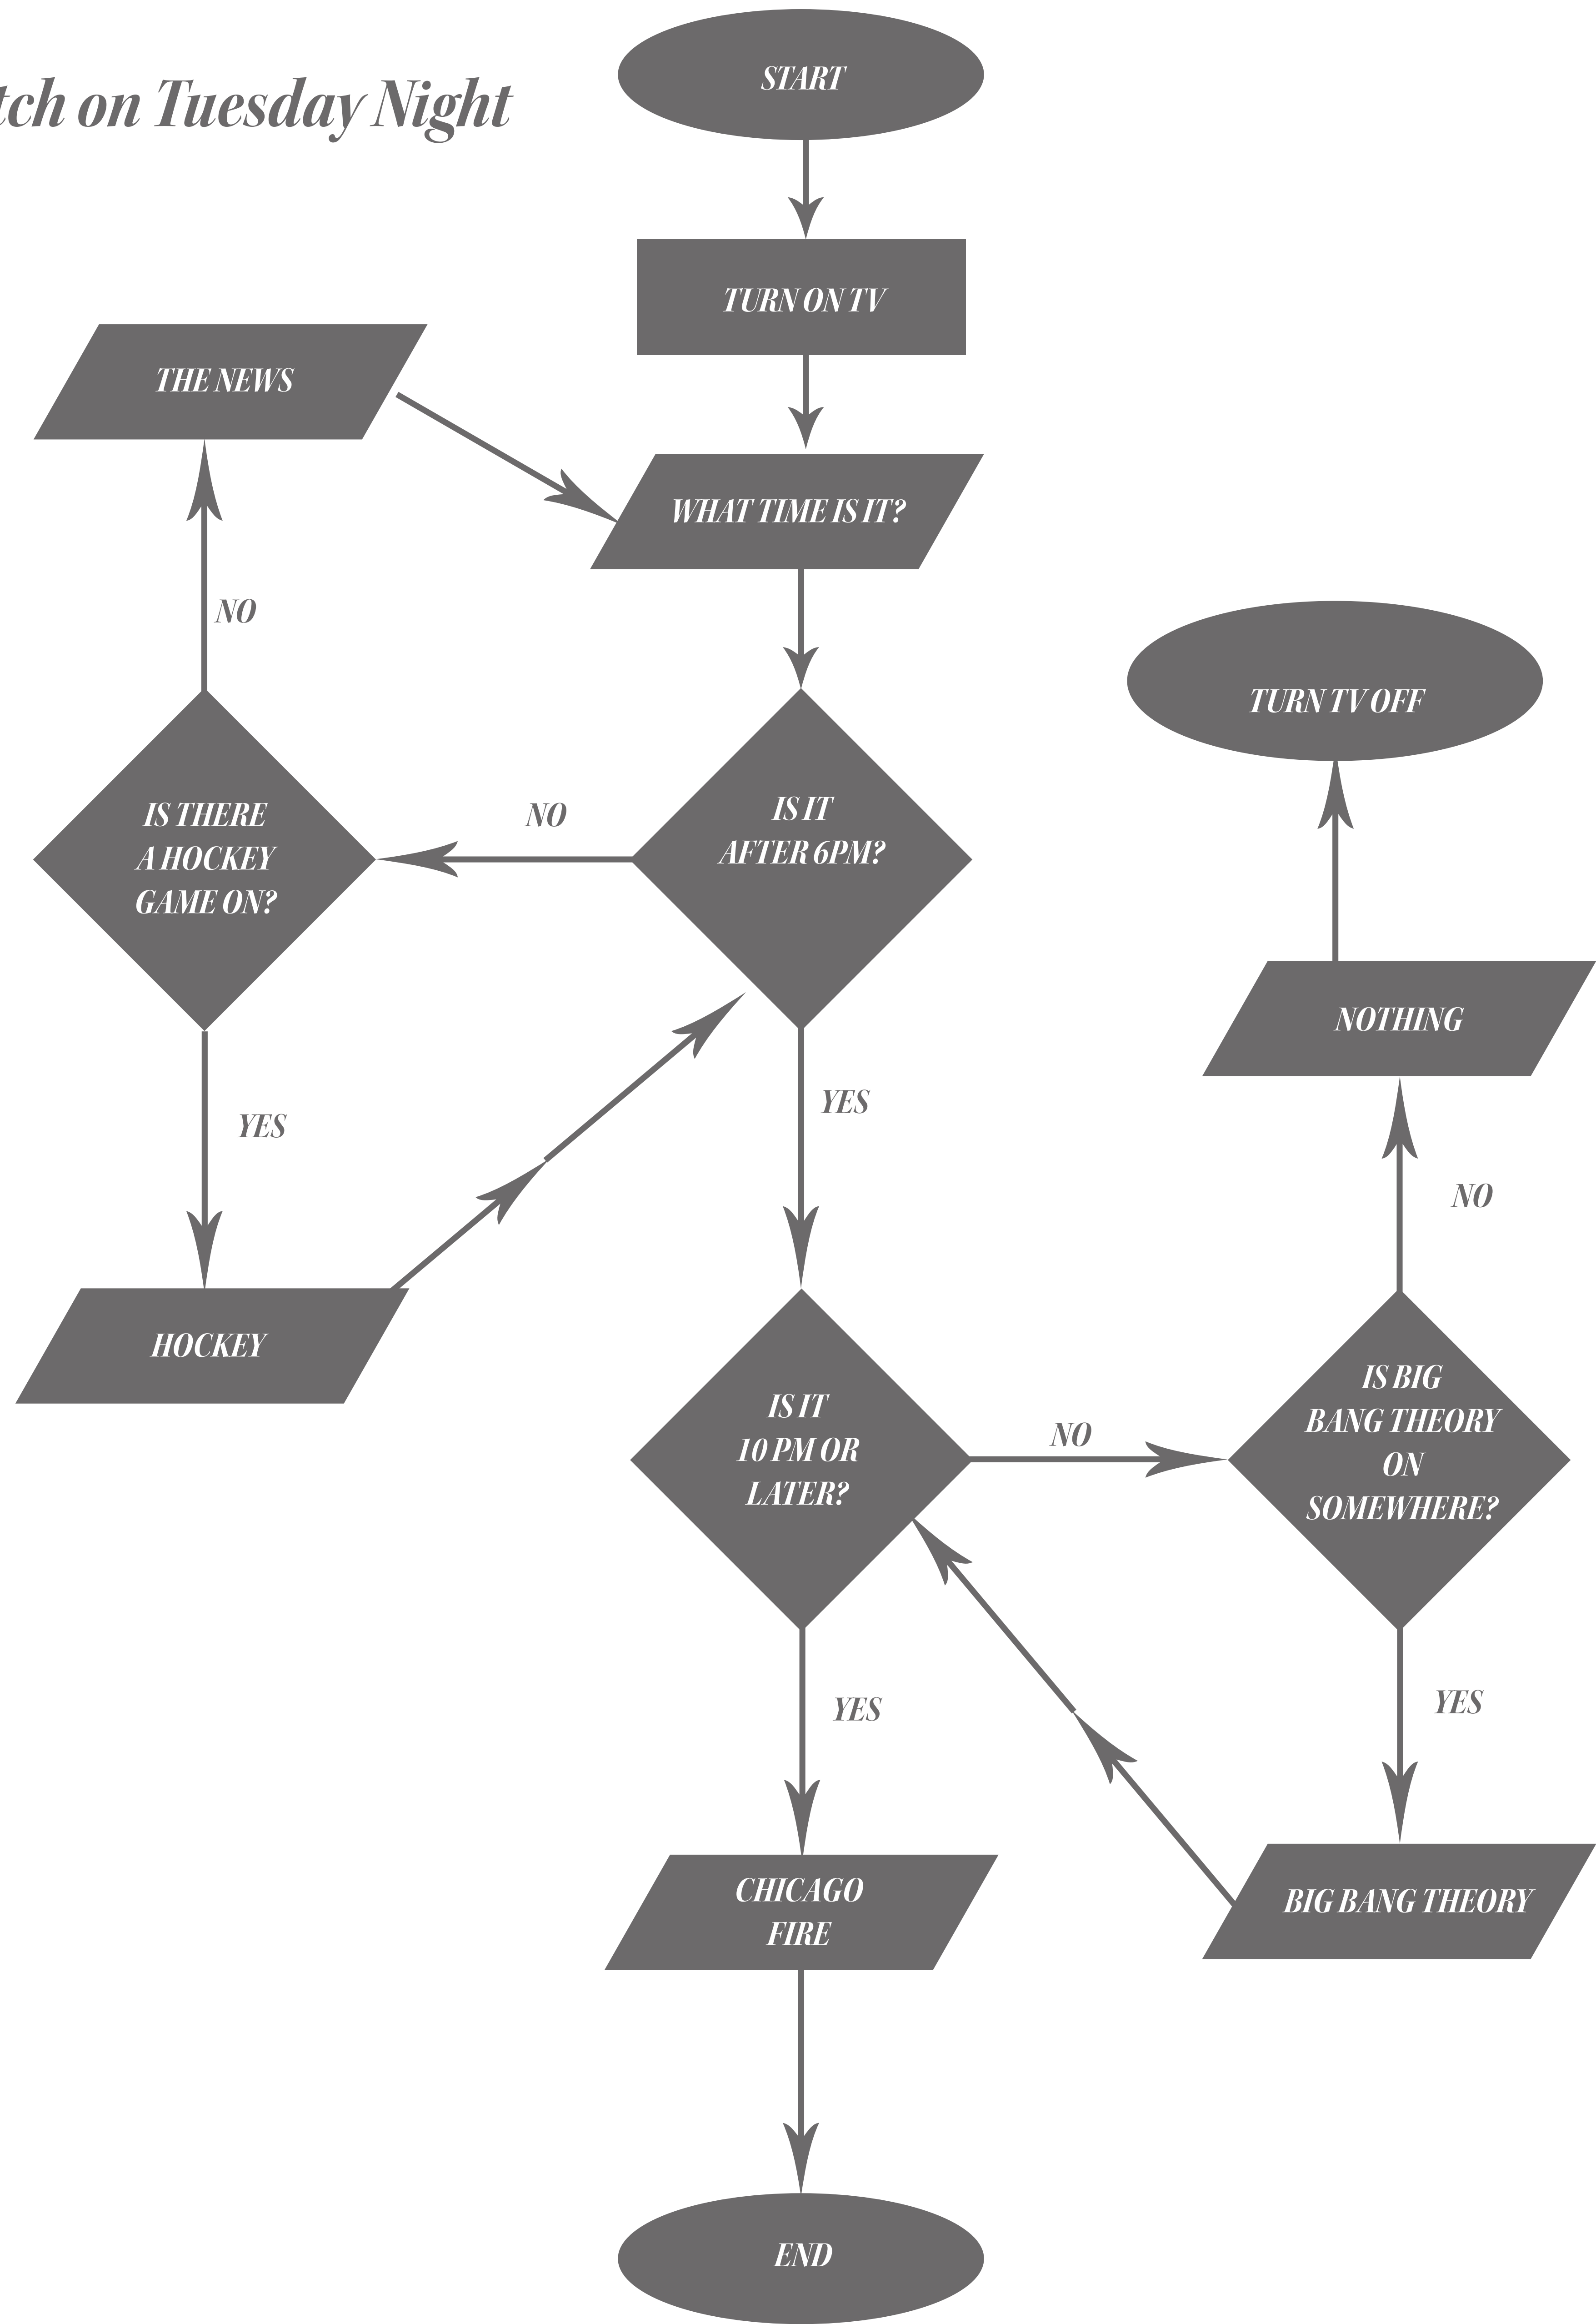 on Tuesday Night
START
TURN ON TV
THE NEWS
WHAT TIME IS IT?
NO
TURN TV OFF
IS THERE
A HOCKEY
GAME ON?
NO
IS IT
AFTER 6PM?
NOTHING
YES
YES
NO
HOCKEY
IS IT
10 PM OR
LATER?
NO
IS BIG
BANG THEORY
ON
SOMEWHERE?
YES
YES
CHICAGO
FIRE
BIG BANG THEORY
END